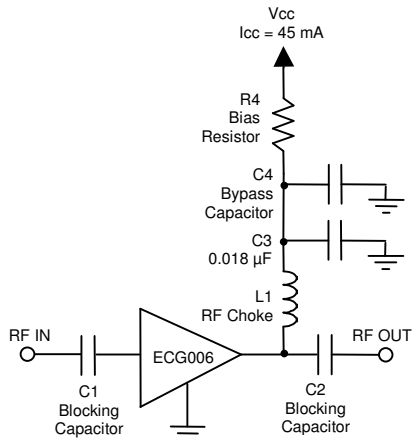 Vcc
Icc = 45 mA
R4
Bias
Resistor
C4
Bypass
Capacitor
C3
0.018 µF
L1
RF Choke
RF IN
RF OUT
ECG006
C1
Blocking
Capacitor
C2
Blocking
Capacitor